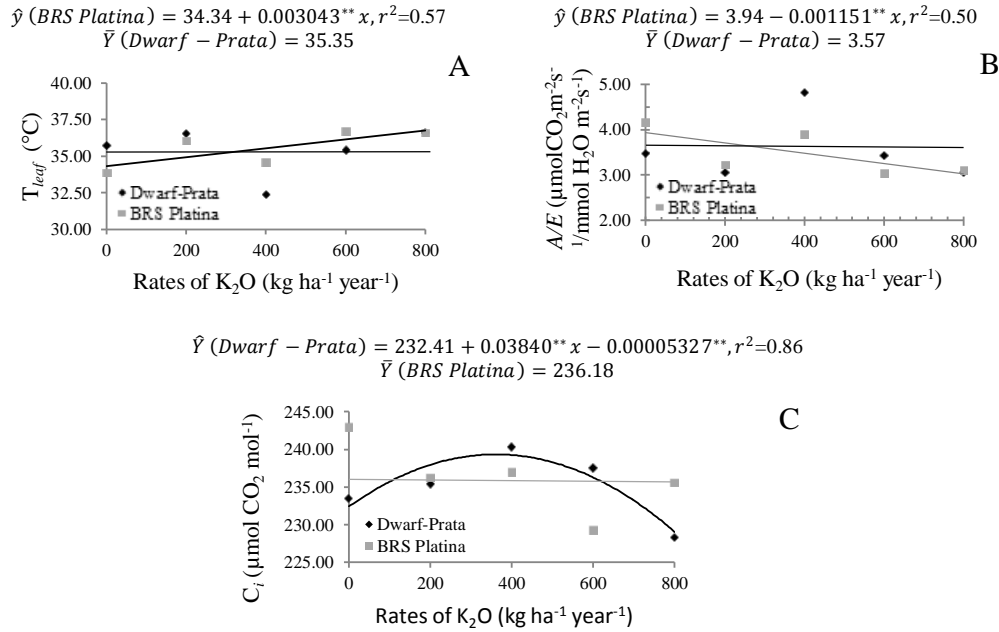 ŷ (BRS Platina) = 34.34 + 0.003043** x, r²=0.57
Ȳ (Dwarf − Prata) = 35.35
A
40.00
37.50
35.00
32.50
30.00
T_leaf (°C)
Dwarf-Prata
BRS Platina
0 200 400 600 800
Rates of K₂O (kg ha⁻¹ year⁻¹)
ŷ (BRS Platina) = 3.94 − 0.001151** x, r²=0.50
Ȳ (Dwarf − Prata) = 3.57
B
5.00
4.00
3.00
2.00
A/E (µmolCO₂m⁻²s⁻
¹/mmol H₂O m⁻²s⁻¹)
Dwarf-Prata
BRS Platina
0 200 400 600 800
Rates of K₂O (kg ha⁻¹ year⁻¹)
Ŷ (Dwarf − Prata) = 232.41 + 0.03840** x − 0.00005327**, r²=0.86
Ȳ (BRS Platina) = 236.18
C
245.00
240.00
235.00
230.00
225.00
C_i (µmol CO₂ mol⁻¹)
Dwarf-Prata
BRS Platina
0 200 400 600 800
Rates of K₂O (kg ha⁻¹ year⁻¹)